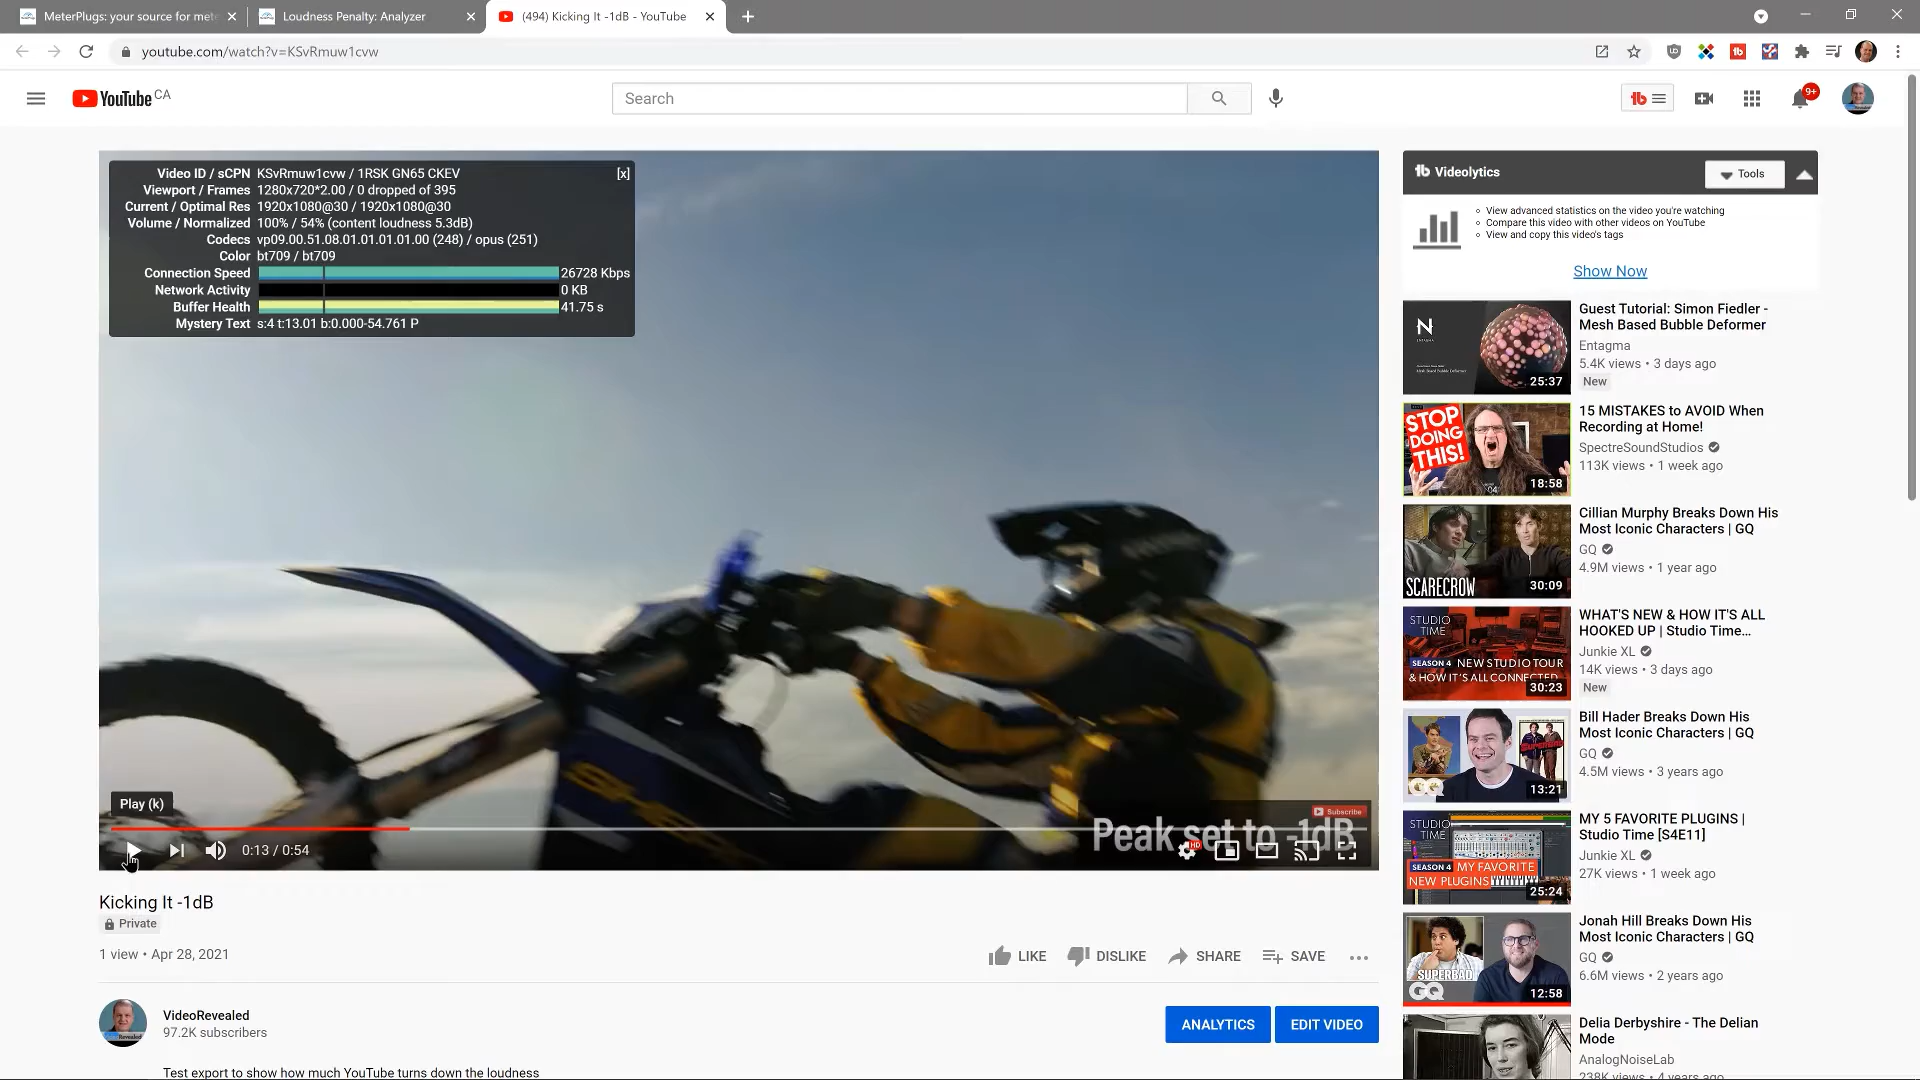 MeterPlugs: your source for mete
Loudness Penalty: Analyzer
(494) Kicking It -1dB - YouTube
youtube.com/watch?v=KSvRmuw1cvw
YouTube CA
Search
9+
Video ID / sCPN KSvRmuw1cvw / 1RSK GN65 CKEV
[x]
Viewport / Frames 1280x720*2.00 / 0 dropped of 395
Current / Optimal Res 1920x1080@30 / 1920x1080@30
Volume / Normalized 100% / 54% (content loudness 5.3dB)
Codecs vp09.00.51.08.01.01.01.01.00 (248) / opus (251)
Color bt709 / bt709
Connection Speed 26728 Kbps
Network Activity 0 KB
Buffer Health 41.75 s
Mystery Text s:4 t:13.01 b:0.000-54.761 P
Play (k)
Subscribe
Peak set to -1dB
0:13 / 0:54
HD
Kicking It -1dB
Private
1 view • Apr 28, 2021
LIKE
DISLIKE
SHARE
SAVE
VideoRevealed
97.2K subscribers
ANALYTICS
EDIT VIDEO
Test export to show how much YouTube turns down the loudness
Videolytics
Tools
View advanced statistics on the video you're watching
Compare this video with other videos on YouTube
View and copy this video's tags
Show Now
25:37
Guest Tutorial: Simon Fiedler -
Mesh Based Bubble Deformer
Entagma
5.4K views • 3 days ago
New
STOP
DOING
THIS!
18:58
15 MISTAKES to AVOID When
Recording at Home!
SpectreSoundStudios
113K views • 1 week ago
SCARECROW
30:09
Cillian Murphy Breaks Down His
Most Iconic Characters | GQ
GQ
4.9M views • 1 year ago
STUDIO
TIME
SEASON 4 NEW STUDIO TOUR
& HOW IT'S ALL CONNECTED
30:23
WHAT'S NEW & HOW IT'S ALL
HOOKED UP | Studio Time...
Junkie XL
14K views • 3 days ago
New
GQ
13:21
Bill Hader Breaks Down His
Most Iconic Characters | GQ
GQ
4.5M views • 3 years ago
STUDIO
TIME
SEASON 4 MY FAVORITE
NEW PLUGINS
25:24
MY 5 FAVORITE PLUGINS |
Studio Time [S4E11]
Junkie XL
27K views • 1 week ago
SUPERBAD
GQ
12:58
Jonah Hill Breaks Down His
Most Iconic Characters | GQ
GQ
6.6M views • 2 years ago
Delia Derbyshire - The Delian
Mode
AnalogNoiseLab
238K views • 4 years ago